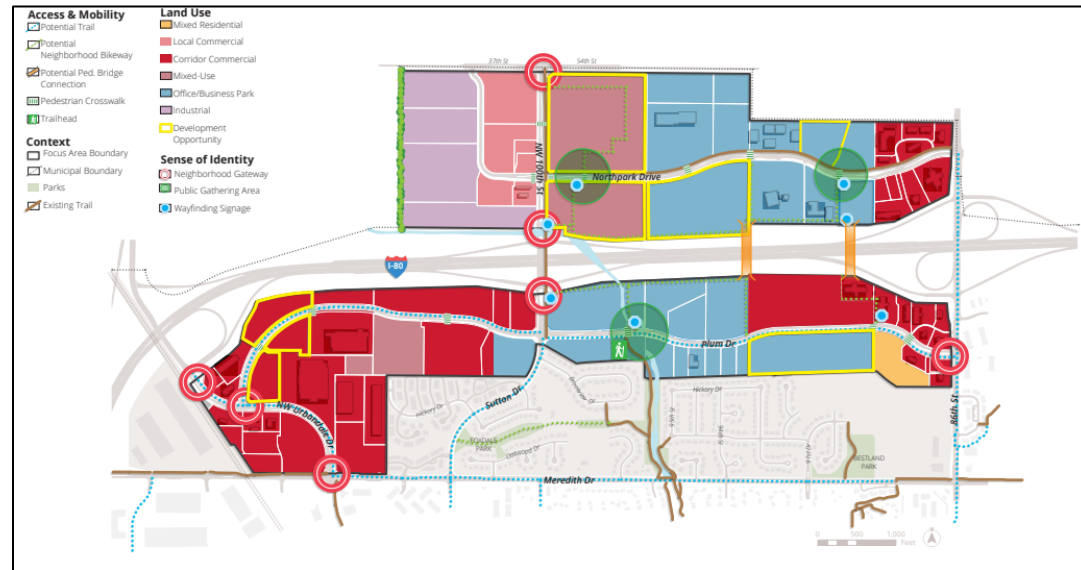 Access & Mobility
Potential Trail
Potential
Neighborhood Bikeway
Potential Ped. Bridge
Connection
Pedestrian Crosswalk
Trailhead
Context
Focus Area Boundary
Municipal Boundary
Parks
Existing Trail
Land Use
Mixed Residential
Local Commercial
Corridor Commercial
Mixed-Use
Office/Business Park
Industrial
Development
Opportunity
Sense of Identity
Neighborhood Gateway
Public Gathering Area
Wayfinding Signage
37th St
54th St
NW 100th St
Northpark Drive
I-80
Plum Dr
86th St
NW Urbandale Dr
Sutton Dr
Hickory Dr
Hickory Dr
Meredith Dr
PARK
PARK
0 500 1,000
Feet